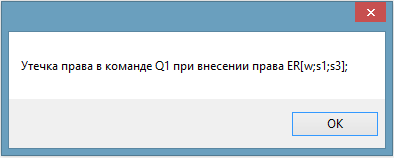 Утечка права в команде Q1 при внесении права ER[w;s1;s3];
OK